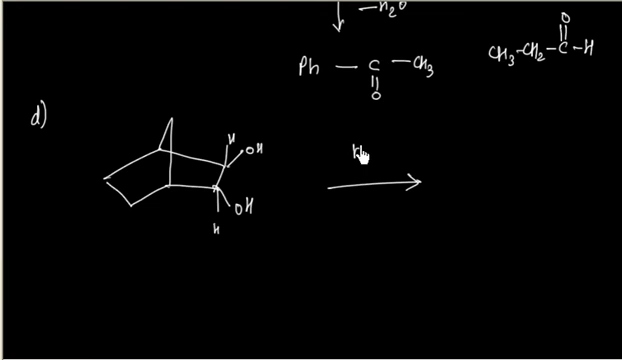 —H₂O
O
CH₃—CH₂—C—H
Ph — C —CH₃
O
d)
H
OH
OH
H